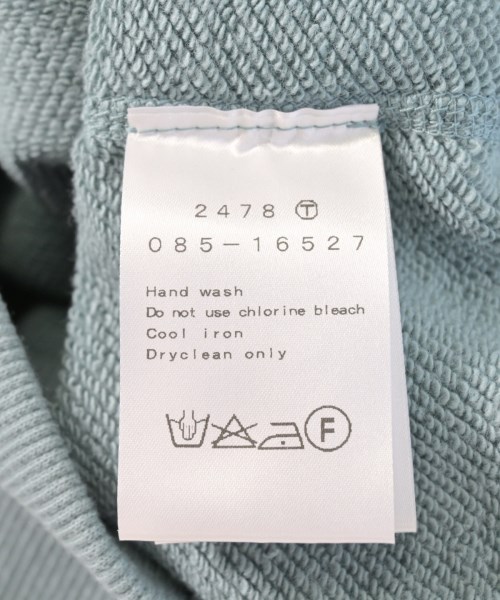 2478 Ⓣ
085-16527
Hand wash
Do not use chlorine bleach
Cool iron
Dryclean only
F